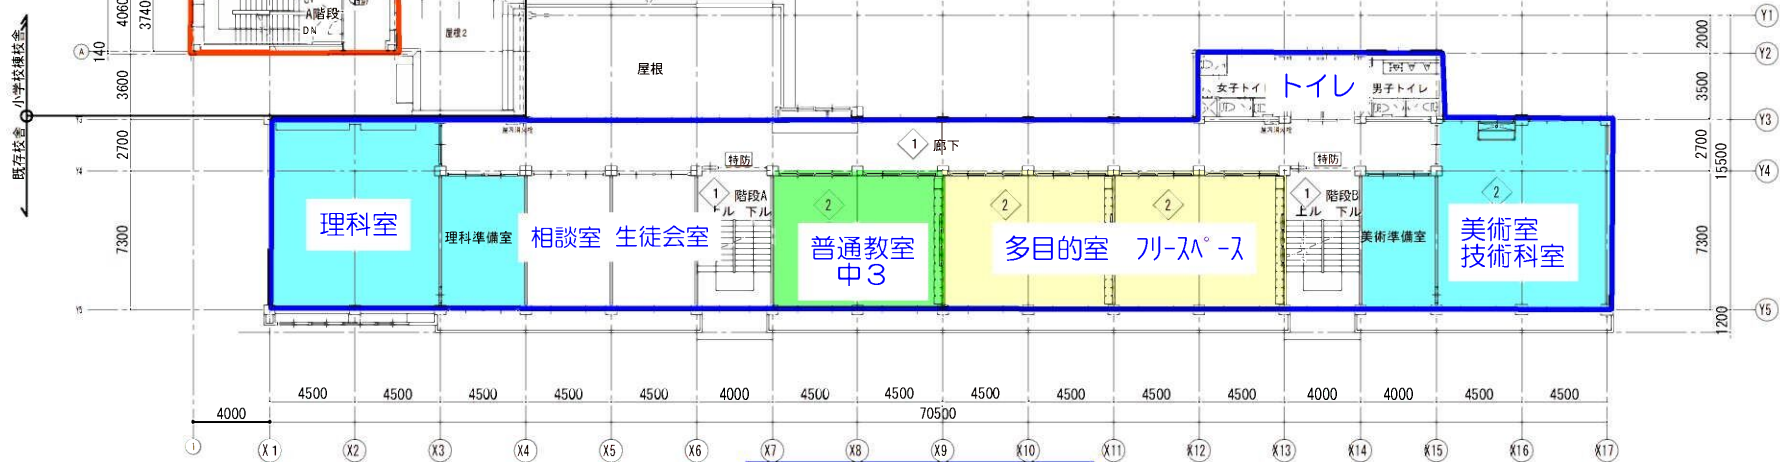 Y1
小学校棟校舎
4060
3740
A階段
DN
屋根2
2000
A
140
屋根
Y2
3600
女子トイ
トイレ
男子トイレ
3500
Y3
既存校舎
2700
1
廊下
2700
15500
特防
特防
Y4
1
階段A
上ル 下ル
2
2
2
1
階段B
上ル 下ル
2
7300
理科室
理科準備室
相談室
生徒会室
普通教室
中3
多目的室 フリースペース
美術準備室
美術室
技術科室
7300
Y5
1200
4500
4500
4500
4500
4500
4000
4500
4500
4500
4500
4500
4500
4000
4000
4500
4500
4000
70500
X1
X2
X3
X4
X5
X6
X7
X8
X9
X10
X11
X12
X13
X14
X15
X16
X17